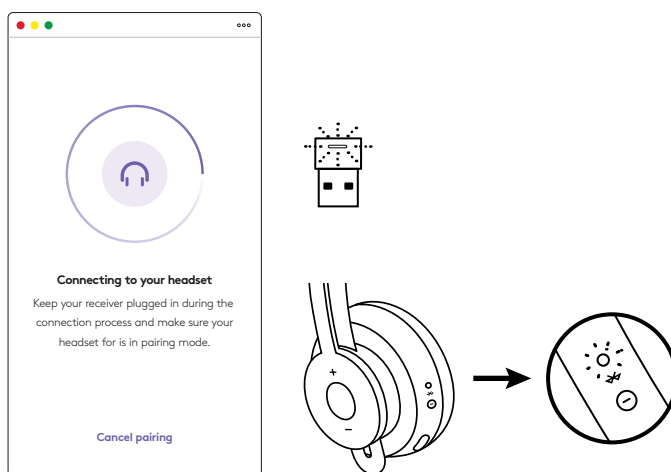 Connecting to your headset
Keep your receiver plugged in during the
connection process and make sure your
headset for is in pairing mode.
Cancel pairing